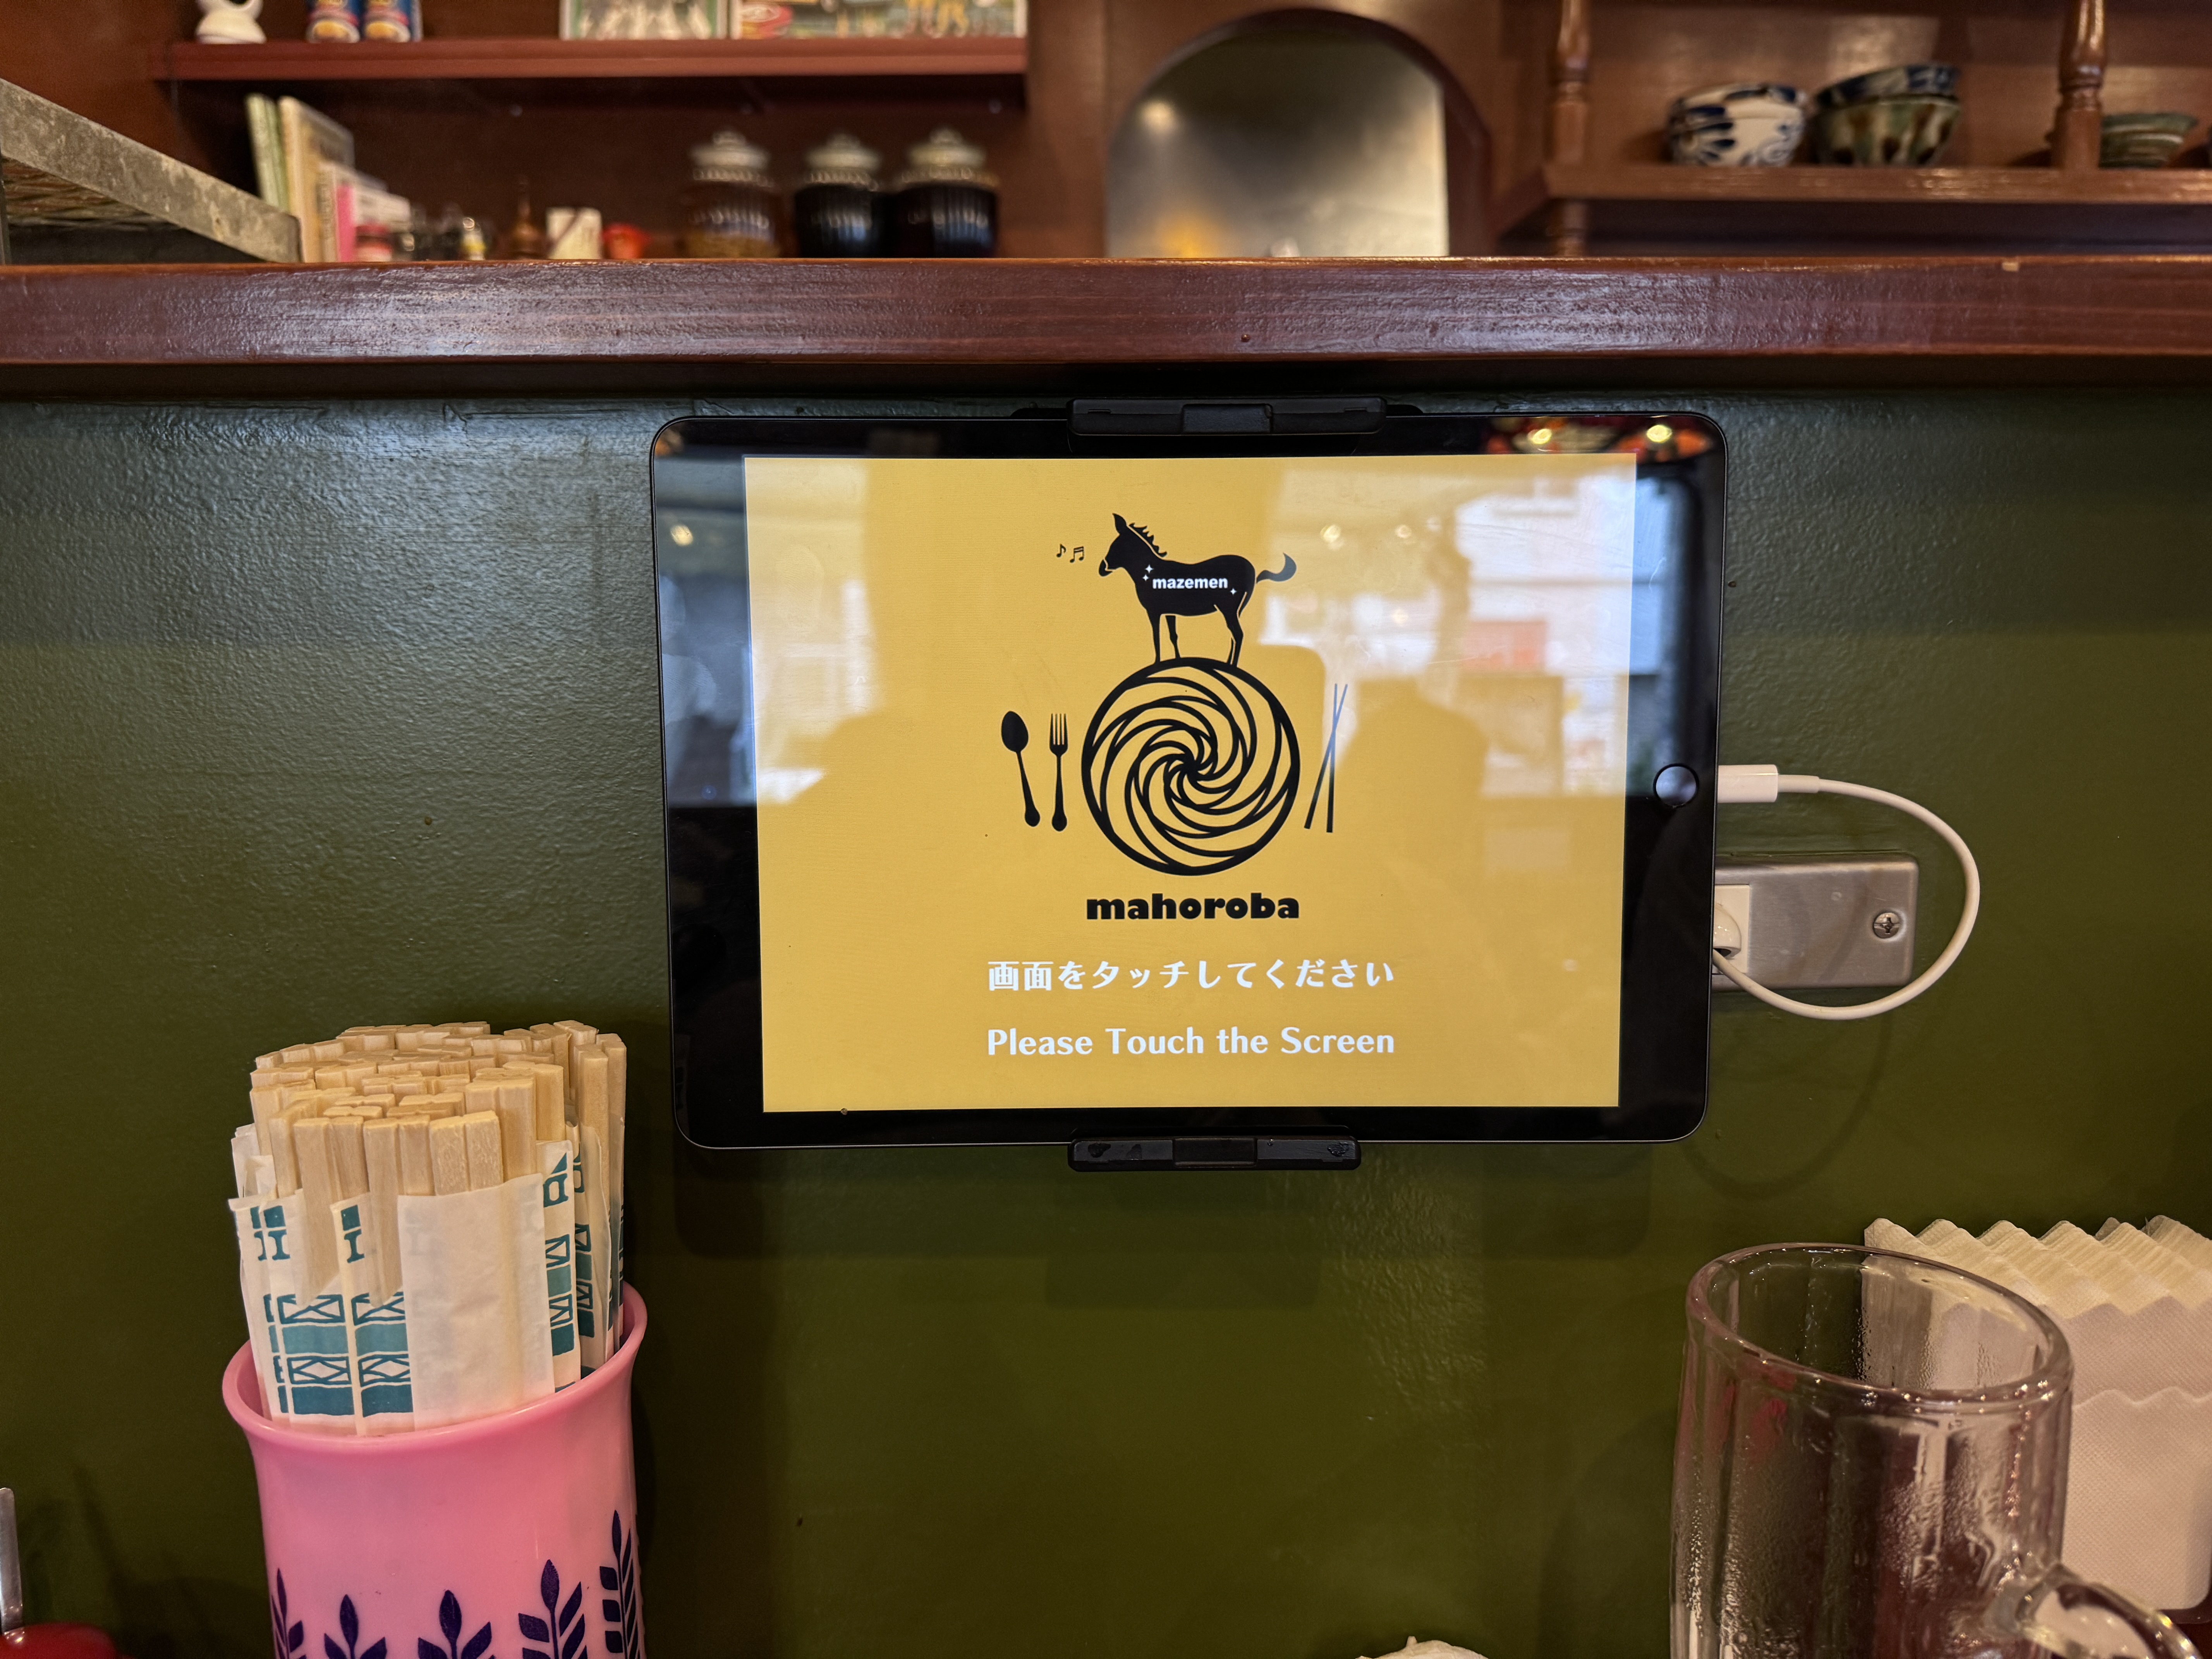 mazemen
mahoroba
画面をタッチしてください
Please Touch the Screen